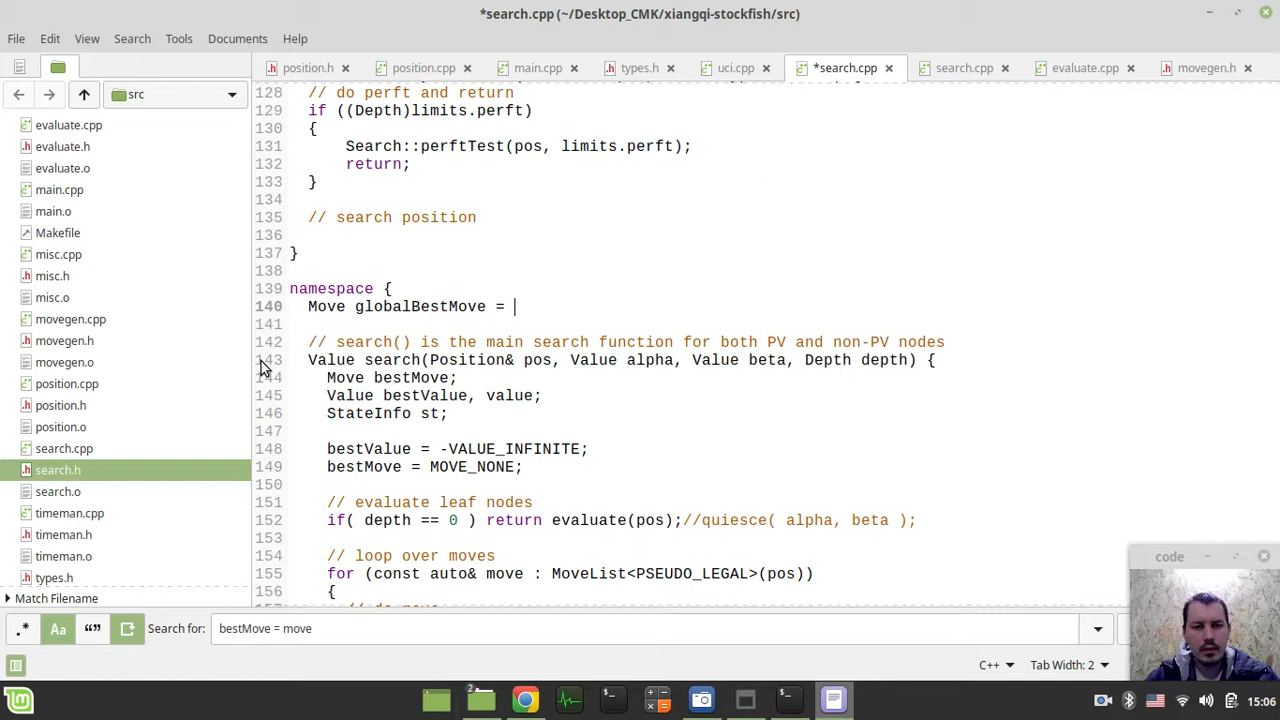 *search.cpp (~/Desktop_CMK/xiangqi-stockfish/src)
File Edit View Search Tools Documents Help
position.h position.cpp main.cpp types.h uci.cpp *search.cpp search.cpp evaluate.cpp movegen.h
src
evaluate.cpp
evaluate.h
evaluate.o
main.cpp
main.o
Makefile
misc.cpp
misc.h
misc.o
movegen.cpp
movegen.h
movegen.o
position.cpp
position.h
position.o
search.cpp
search.h
search.o
timeman.cpp
timeman.h
timeman.o
types.h
Match Filename
128 // do perft and return
129 if ((Depth)limits.perft)
130 {
131 Search::perftTest(pos, limits.perft);
132 return;
133 }
134
135 // search position
136
137 }
138
139 namespace {
140 Move globalBestMove =
141
142 // search() is the main search function for both PV and non-PV nodes
143 Value search(Position& pos, Value alpha, Value beta, Depth depth) {
144 Move bestMove;
145 Value bestValue, value;
146 StateInfo st;
147
148 bestValue = -VALUE_INFINITE;
149 bestMove = MOVE_NONE;
150
151 // evaluate leaf nodes
152 if( depth == 0 ) return evaluate(pos);//quiesce( alpha, beta );
153
154 // loop over moves
155 for (const auto& move : MoveList<PSEUDO_LEGAL>(pos))
156 {
code
.* Aa “” Search for: bestMove = move
C++ Tab Width: 2
2 15:06